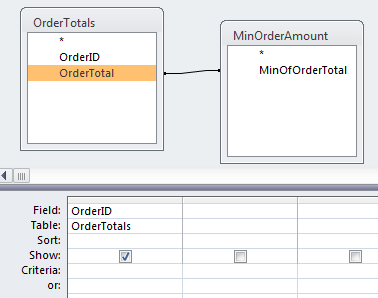 OrderTotals
*
OrderID
OrderTotal
MinOrderAmount
*
MinOfOrderTotal
Field: OrderID
Table: OrderTotals
Sort:
Show:
Criteria:
or: